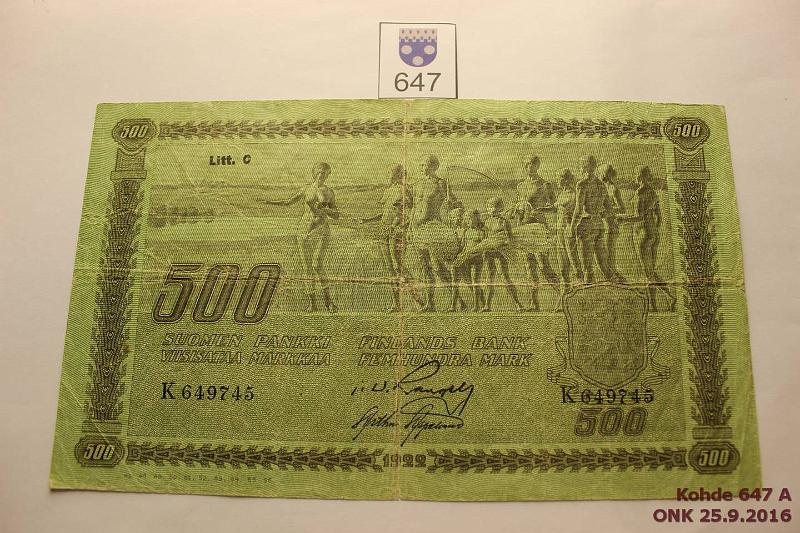 647
500 500
Litt. C
500
SUOMEN PANKKI FINLANDS BANK
VIISISATAA MARKKAA FEMHUNDRA MARK
K 649745 K 649745
500
500 1922 500
Kohde 647 A
ONK 25.9.2016